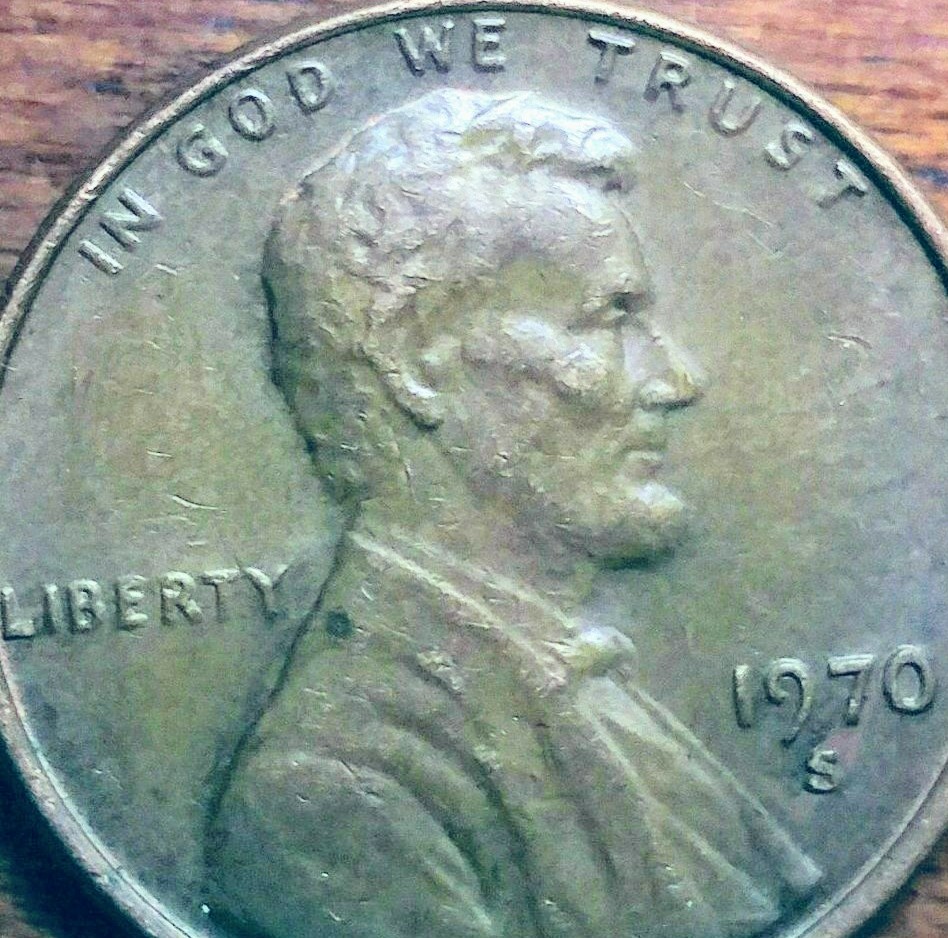 IN GOD WE TRUST
LIBERTY
1970
S